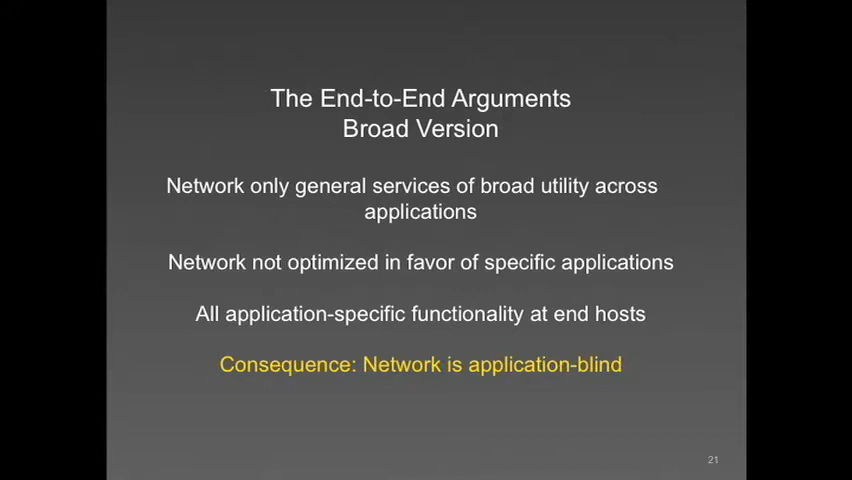 The End-to-End Arguments
Broad Version
Network only general services of broad utility across
applications
Network not optimized in favor of specific applications
All application-specific functionality at end hosts
Consequence: Network is application-blind
21